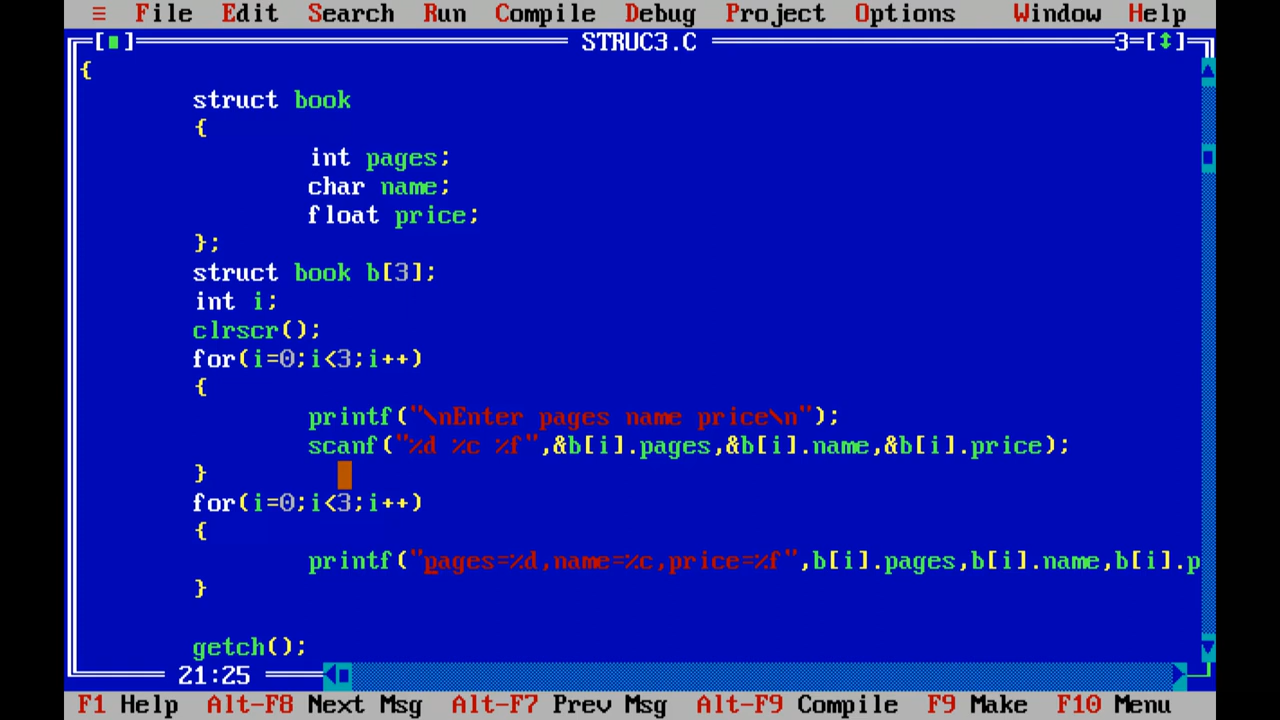 ≡ File Edit Search Run Compile Debug Project Options Window Help
[■] STRUC3.C 3=[↕]
{
struct book
{
int pages;
char name;
float price;
};
struct book b[3];
int i;
clrscr();
for(i=0;i<3;i++)
{
printf("\nEnter pages name price\n");
scanf("%d %c %f",&b[i].pages,&b[i].name,&b[i].price);
}
for(i=0;i<3;i++)
{
printf("pages=%d,name=%c,price=%f",b[i].pages,b[i].name,b[i].p
}
getch();
21:25
F1 Help Alt-F8 Next Msg Alt-F7 Prev Msg Alt-F9 Compile F9 Make F10 Menu